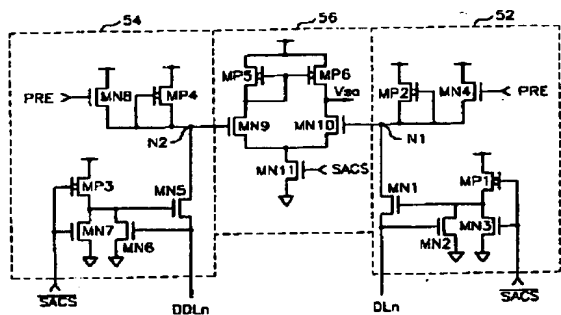 54
56
52
PRE
MN8
MP4
MP5
MP6
Vsa
MP2
MN4
PRE
N2
MN9
MN10
N1
MP3
MN5
MN11
SACS
MN1
MP1
MN7
MN6
MN2
MN3
SACS
DDLn
DLn
SACS